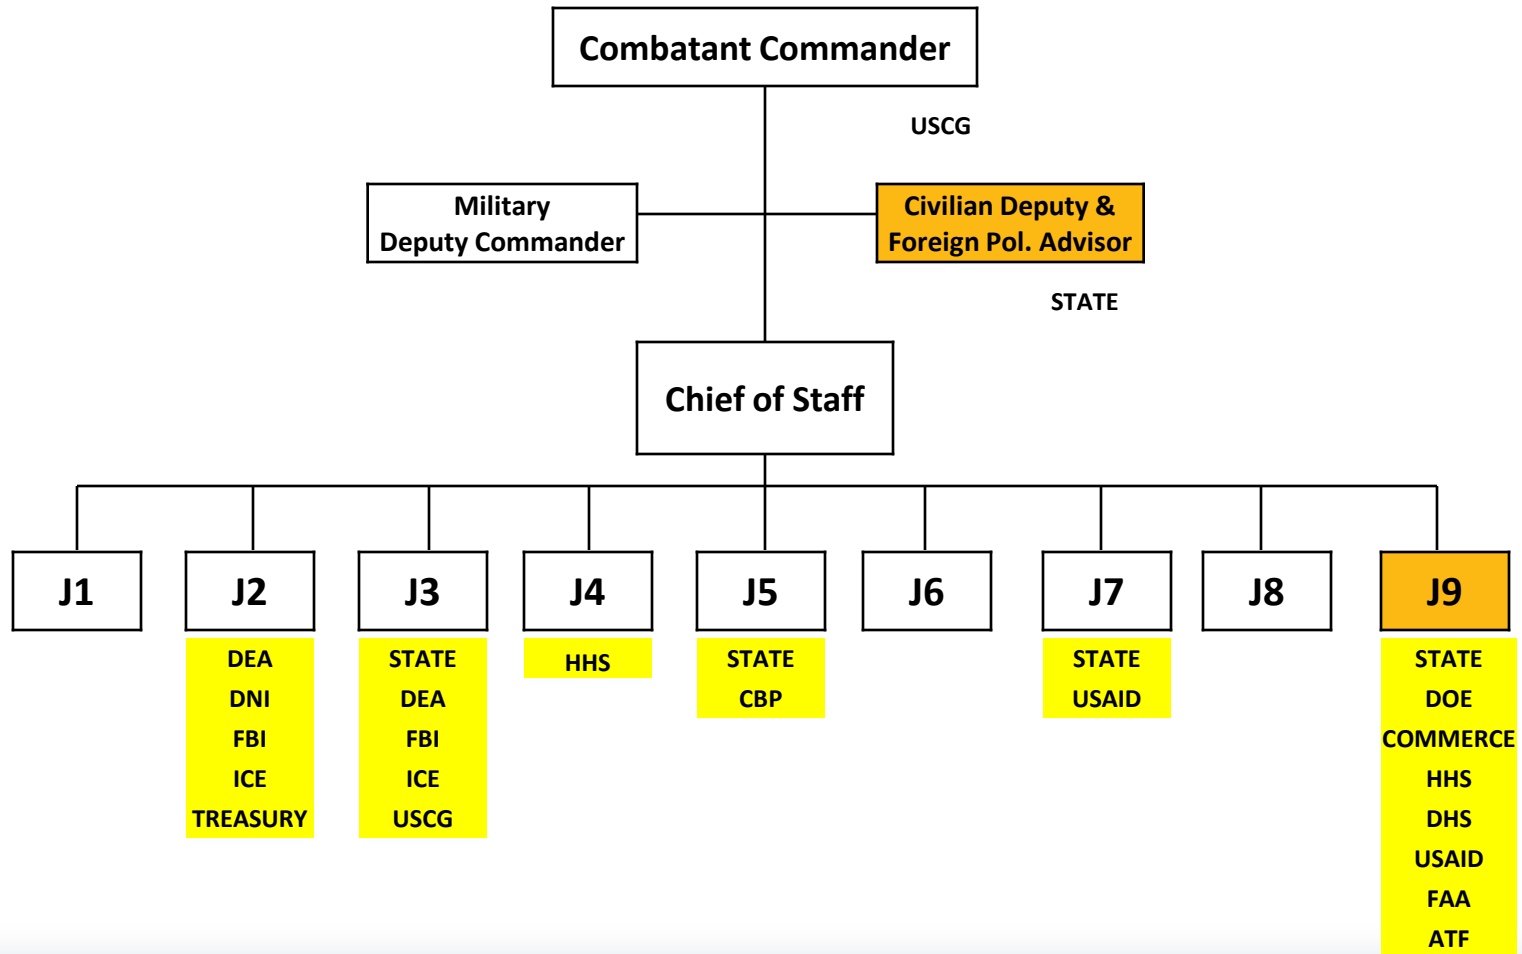 Combatant Commander
USCG
Military
Deputy Commander
Civilian Deputy &
Foreign Pol. Advisor
STATE
Chief of Staff
J1
J2
J3
J4
J5
J6
J7
J8
J9
DEA
DNI
FBI
ICE
TREASURY
STATE
DEA
FBI
ICE
USCG
HHS
STATE
CBP
STATE
USAID
STATE
DOE
COMMERCE
HHS
DHS
USAID
FAA
ATF